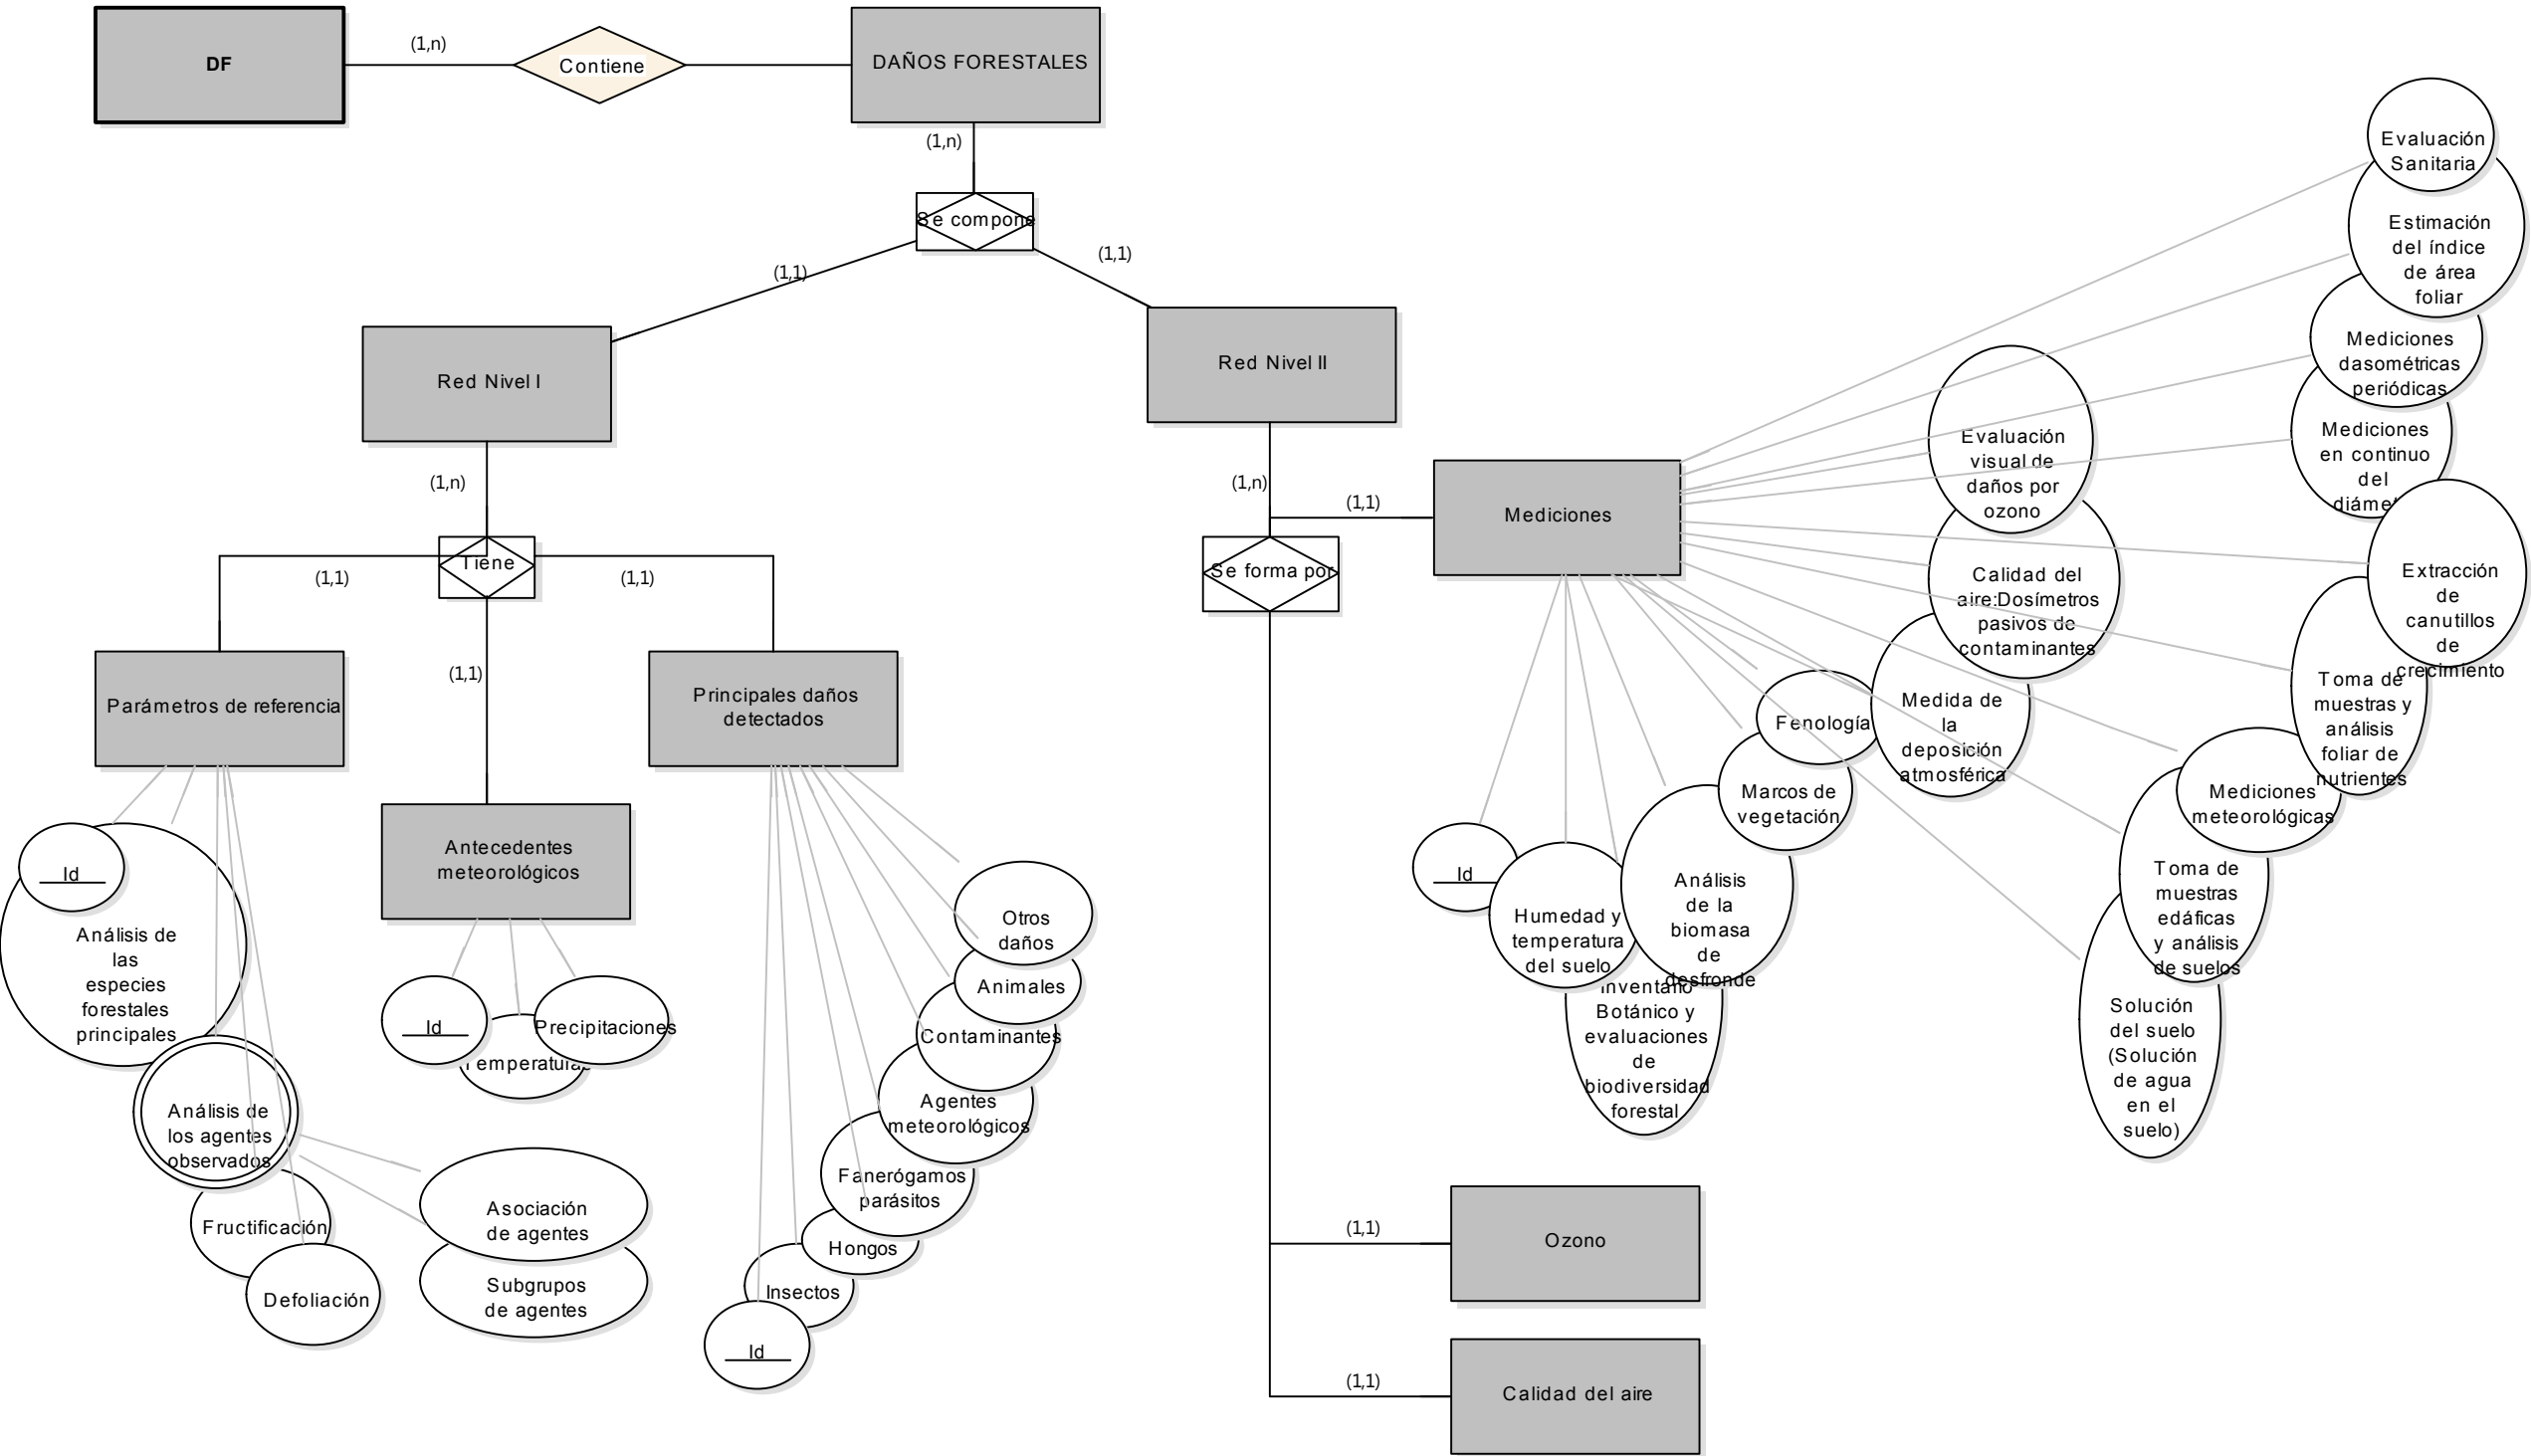 DF
(1,n)
Contiene
DAÑOS FORESTALES
(1,n)
Se compone
(1,1)
(1,1)
Red Nivel I
Red Nivel II
(1,n)
Tiene
(1,1)
(1,1)
(1,1)
Parámetros de referencia
Principales daños
detectados
Antecedentes
meteorológicos
Id
Análisis de
las
especies
forestales
principales
Análisis de
los agentes
observados
Fructificación
Defoliación
Asociación
de agentes
Subgrupos
de agentes
Id
Temperaturas
Precipitaciones
Otros
daños
Animales
Contaminantes
Agentes
meteorológicos
Fanerógamos
parásitos
Hongos
Insectos
Id
(1,n)
(1,1)
Se forma por
Mediciones
Evaluación
Sanitaria
Estimación
del índice
de área
foliar
Mediciones
dasométricas
periódicas
Mediciones
en continuo
del
Extracción
de
canutillos
de
crecimiento
Toma de
muestras y
análisis
foliar de
nutrientes
Mediciones
meteorológicas
Toma de
muestras
edáficas
y análisis
de suelos
Solución
del suelo
(Solución
de agua
en el
suelo)
Evaluación
visual de
daños por
ozono
Calidad del
aire:Dosímetros
pasivos de
contaminantes
Medida de
la
deposición
atmosférica
Fenología
Marcos de
vegetación
Análisis
de la
biomasa
de
desfronde
Id
Humedad y
temperatura
del suelo
Inventario
Botánico y
evaluaciones
de
biodiversidad
forestal
(1,1)
Ozono
(1,1)
Calidad del aire